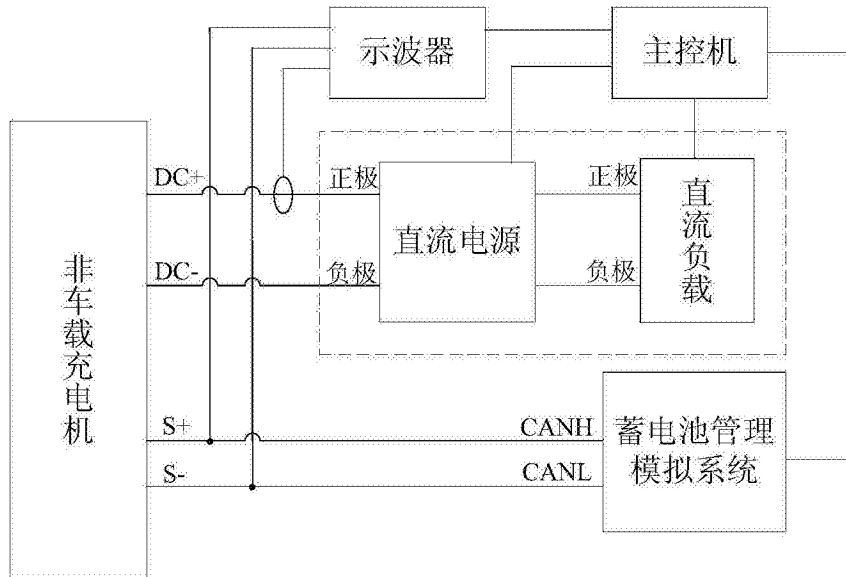 示波器
主控机
非车载充电机
DC+
正极
直流电源
正极
直流负载
DC-
负极
负极
S+
CANH
蓄电池管理
模拟系统
S-
CANL